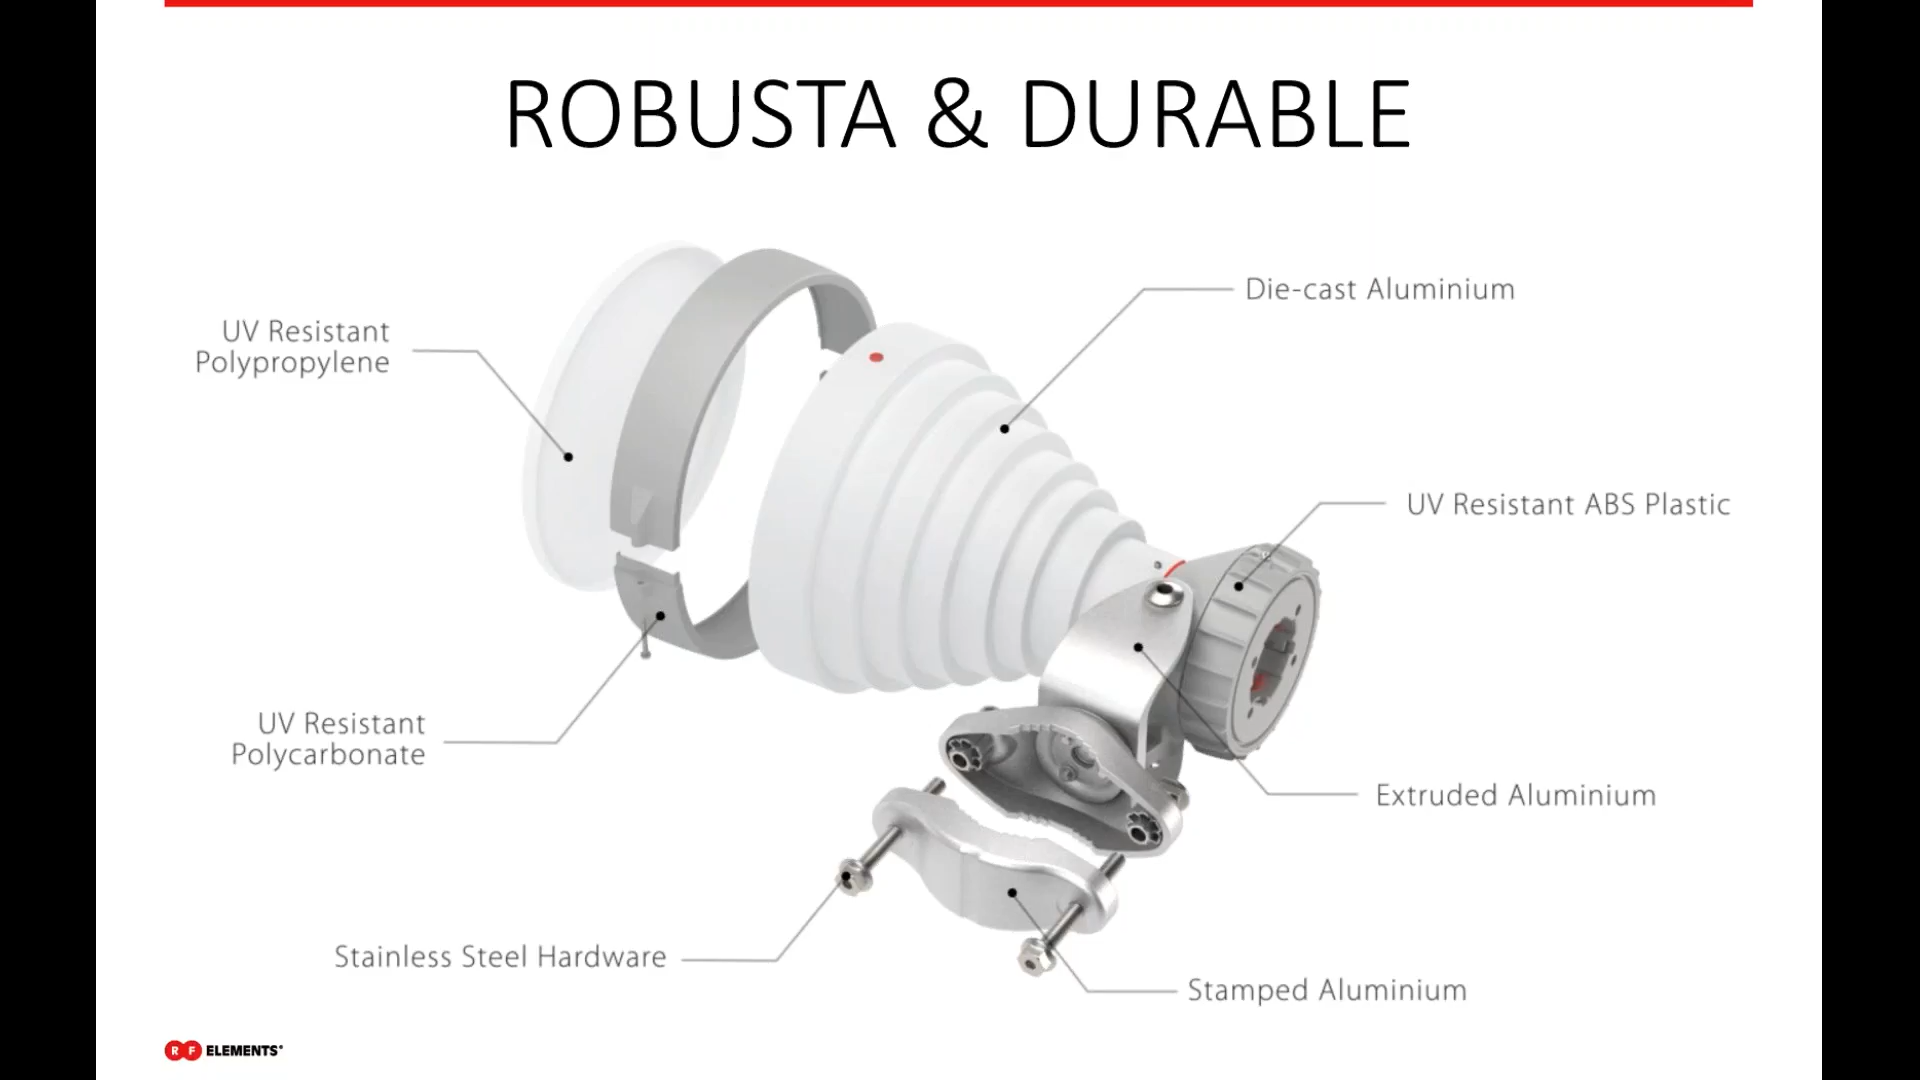 ROBUSTA & DURABLE
Die-cast Aluminium
UV Resistant
Polypropylene
UV Resistant ABS Plastic
UV Resistant
Polycarbonate
Extruded Aluminium
Stainless Steel Hardware
Stamped Aluminium
RF ELEMENTS